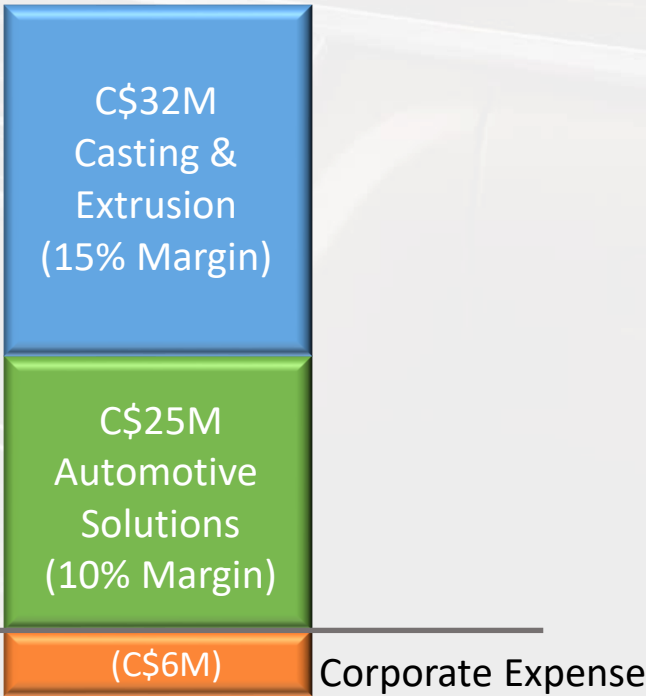 C$32M
Casting &
Extrusion
(15% Margin)
C$25M
Automotive
Solutions
(10% Margin)
(C$6M)
Corporate Expense